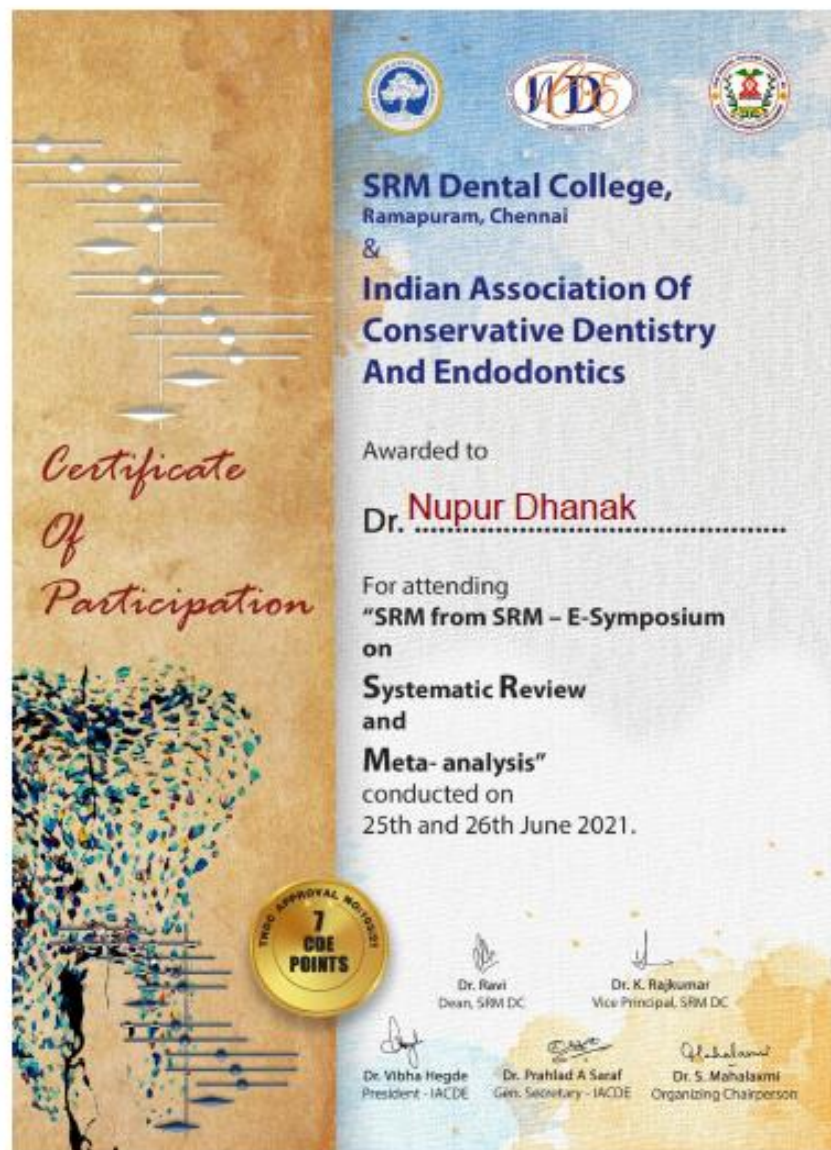 SRM Dental College,
Ramapuram, Chennai
&
Indian Association Of
Conservative Dentistry
And Endodontics
Certificate
Of
Participation
Awarded to
Dr. Nupur Dhanak
For attending
"SRM from SRM – E-Symposium
on
Systematic Review
and
Meta- analysis"
conducted on
25th and 26th June 2021.
TNDC APPROVAL NO:
7
CDE
POINTS
Dr. Ravi
Dean, SRM DC
Dr. K. Rajkumar
Vice Principal, SRM DC
Dr. Vibha Hegde
President - IACDE
Dr. Prahlad A Saraf
Gen. Secretary - IACDE
Dr. S. Mahalaxmi
Organizing Chairperson